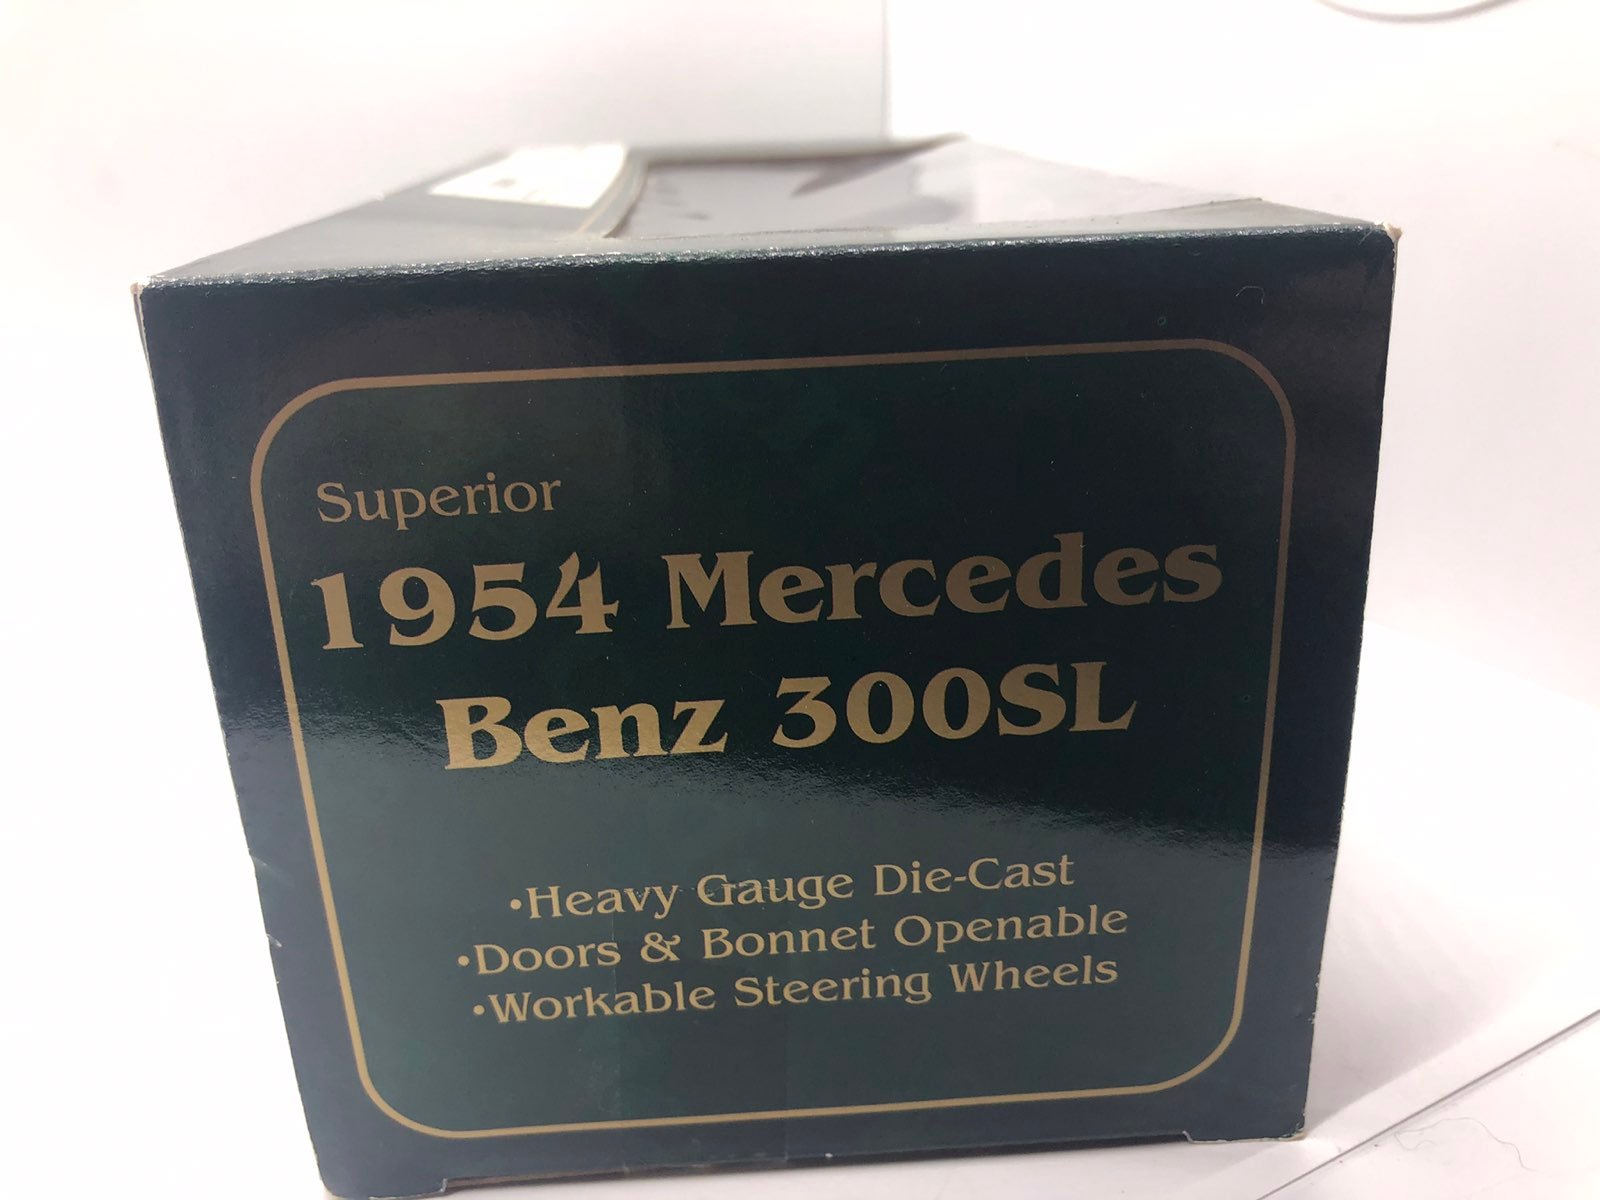 Superior
1954 Mercedes
Benz 300SL
•Heavy Gauge Die-Cast
•Doors & Bonnet Openable
•Workable Steering Wheels